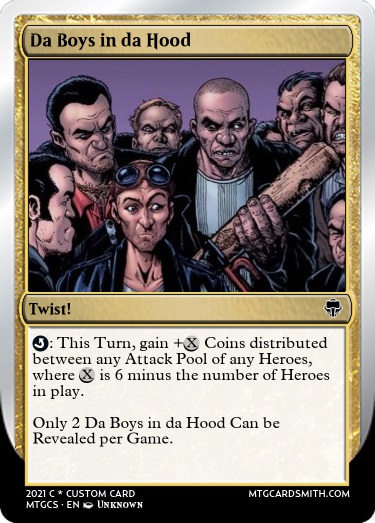 Da Boys in da Hood
Twist!
: This Turn, gain +X Coins distributed
between any Attack Pool of any Heroes,
where X is 6 minus the number of Heroes
in play.
Only 2 Da Boys in da Hood Can be
Revealed per Game.
2021 C * CUSTOM CARD
MTGCS • EN Unknown
MTGCARDSMITH.COM